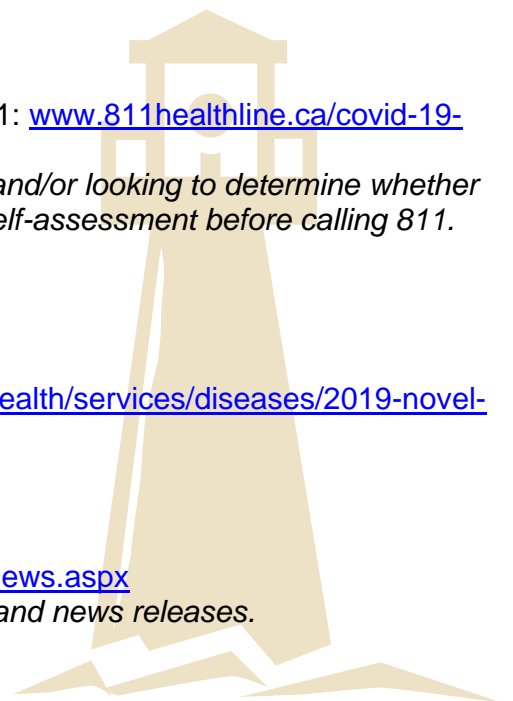 1: www.811healthline.ca/covid-19-
and/or looking to determine whether
elf-assessment before calling 811.
ealth/services/diseases/2019-novel-
ews.aspx
and news releases.